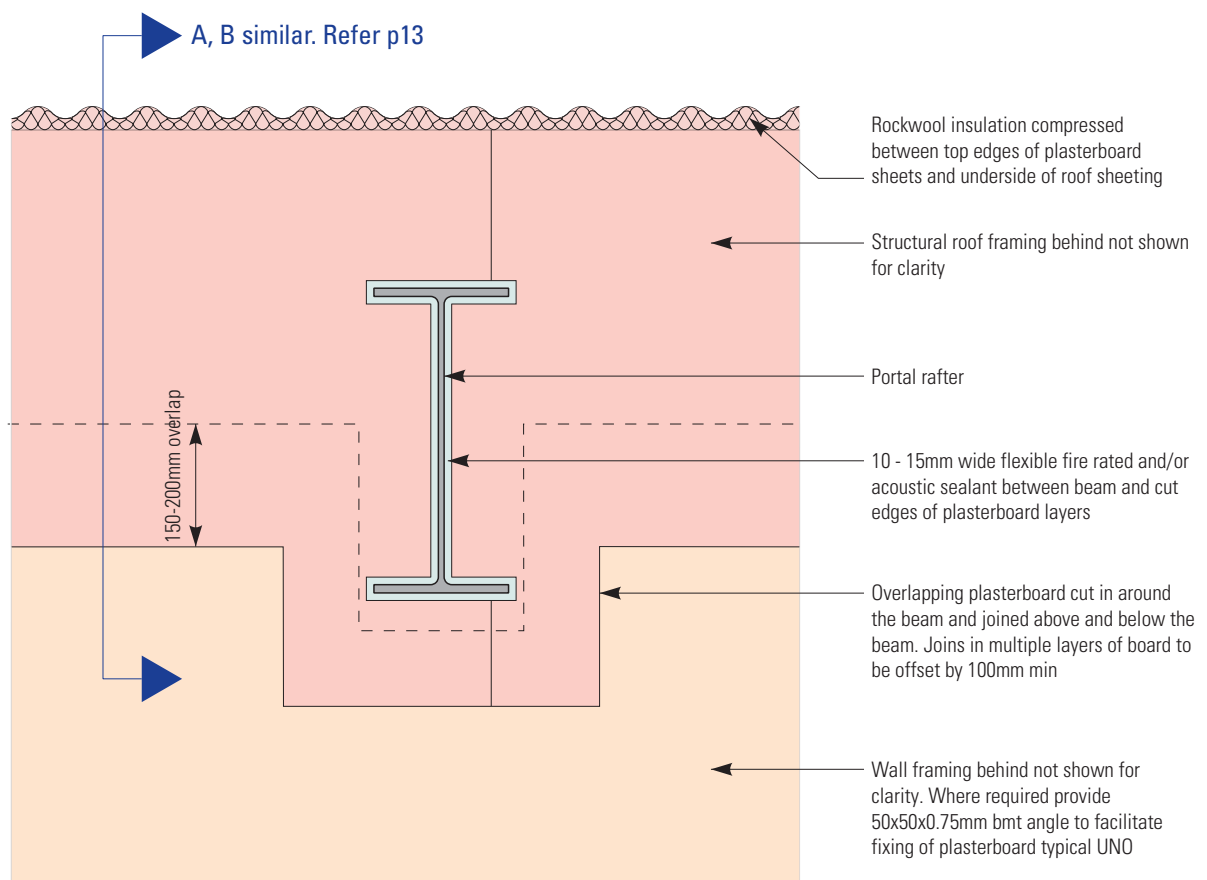 A, B similar. Refer p13
Rockwool insulation compressed
between top edges of plasterboard
sheets and underside of roof sheeting
Structural roof framing behind not shown
for clarity
Portal rafter
150-200mm overlap
10 - 15mm wide flexible fire rated and/or
acoustic sealant between beam and cut
edges of plasterboard layers
Overlapping plasterboard cut in around
the beam and joined above and below the
beam. Joins in multiple layers of board to
be offset by 100mm min
Wall framing behind not shown for
clarity. Where required provide
50x50x0.75mm bmt angle to facilitate
fixing of plasterboard typical UNO